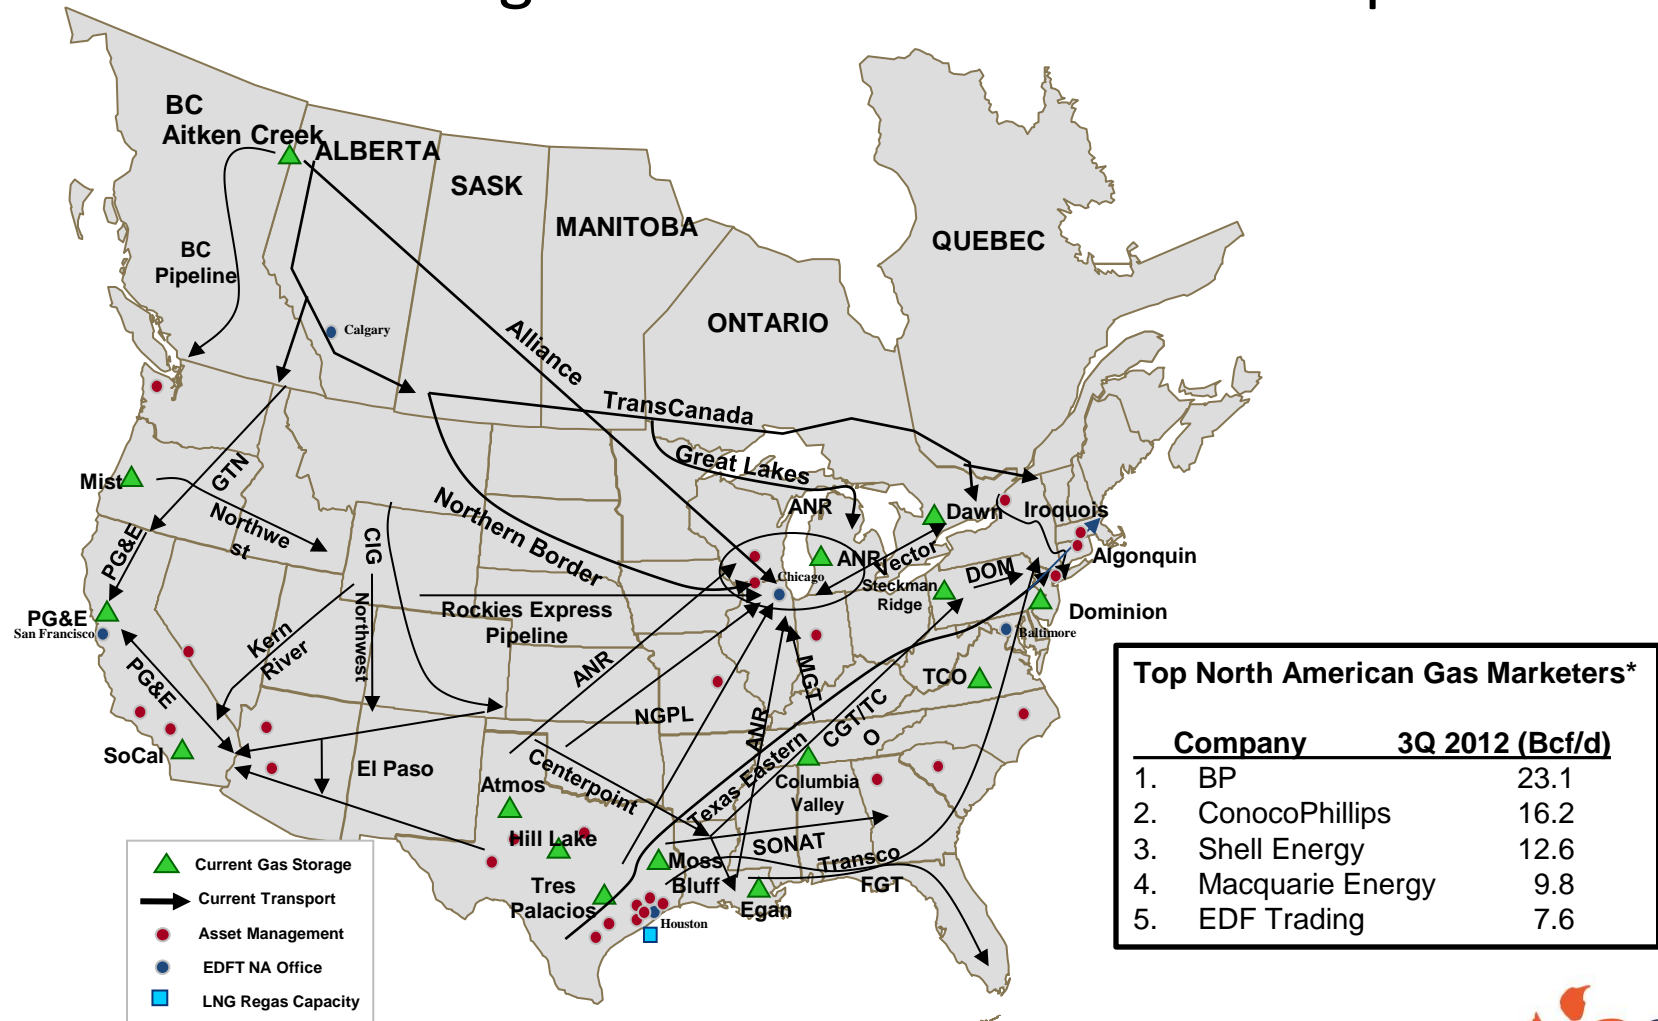 BC
Aitken Creek
ALBERTA
SASK
MANITOBA
QUEBEC
BC
Pipeline
ONTARIO
Calgary
Alliance
TransCanada
Great Lakes
Mist
GTN
Northwe
st
Northern Border
ANR
Dawn
Iroquois
PG&E
CIG
ANR
Vector
Algonquin
Chicago
Steckman
Ridge
DOM
PG&E
San Francisco
Kern
River
Northwest
Rockies Express
Pipeline
Dominion
Baltimore
PG&E
ANR
MGT
TCO
NGPL
ANR
CGT/TC
O
SoCal
El Paso
Centerpoint
Texas Eastern
Atmos
Columbia
Valley
Hill Lake
SONAT
Transco
Moss
Bluff
FGT
Tres
Palacios
Egan
Houston
Current Gas Storage
Current Transport
Asset Management
EDFT NA Office
LNG Regas Capacity
Top North American Gas Marketers*
Company 3Q 2012 (Bcf/d)
1. BP 23.1
2. ConocoPhillips 16.2
3. Shell Energy 12.6
4. Macquarie Energy 9.8
5. EDF Trading 7.6